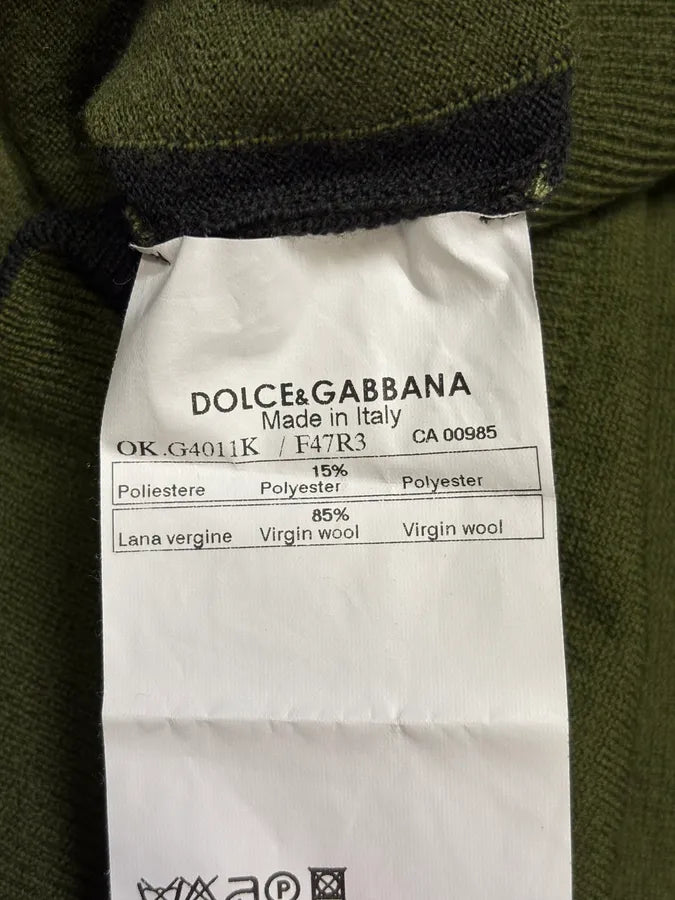 DOLCE&GABBANA
Made in Italy
OK.G4011K / F47R3 CA 00985
15%
Poliestere Polyester Polyester
85%
Lana vergine Virgin wool Virgin wool
P